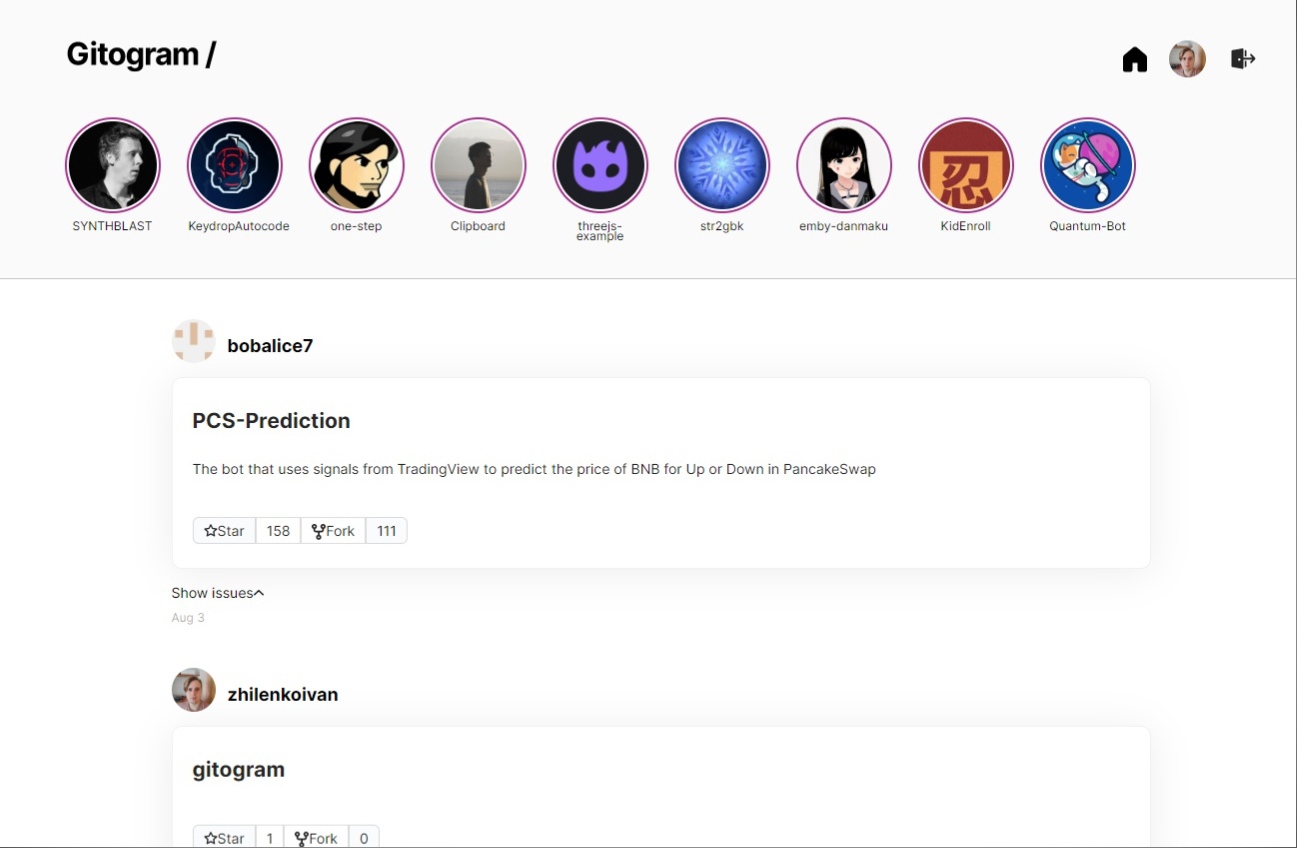 Gitogram /
SYNTHBLAST
KeydropAutocode
one-step
Clipboard
threejs-
example
str2gbk
emby-danmaku
忍
KidEnroll
Quantum-Bot
bobalice7
PCS-Prediction
The bot that uses signals from TradingView to predict the price of BNB for Up or Down in PancakeSwap
Star 158 Fork 111
Show issues
Aug 3
zhilenkoivan
gitogram
Star 1 Fork 0